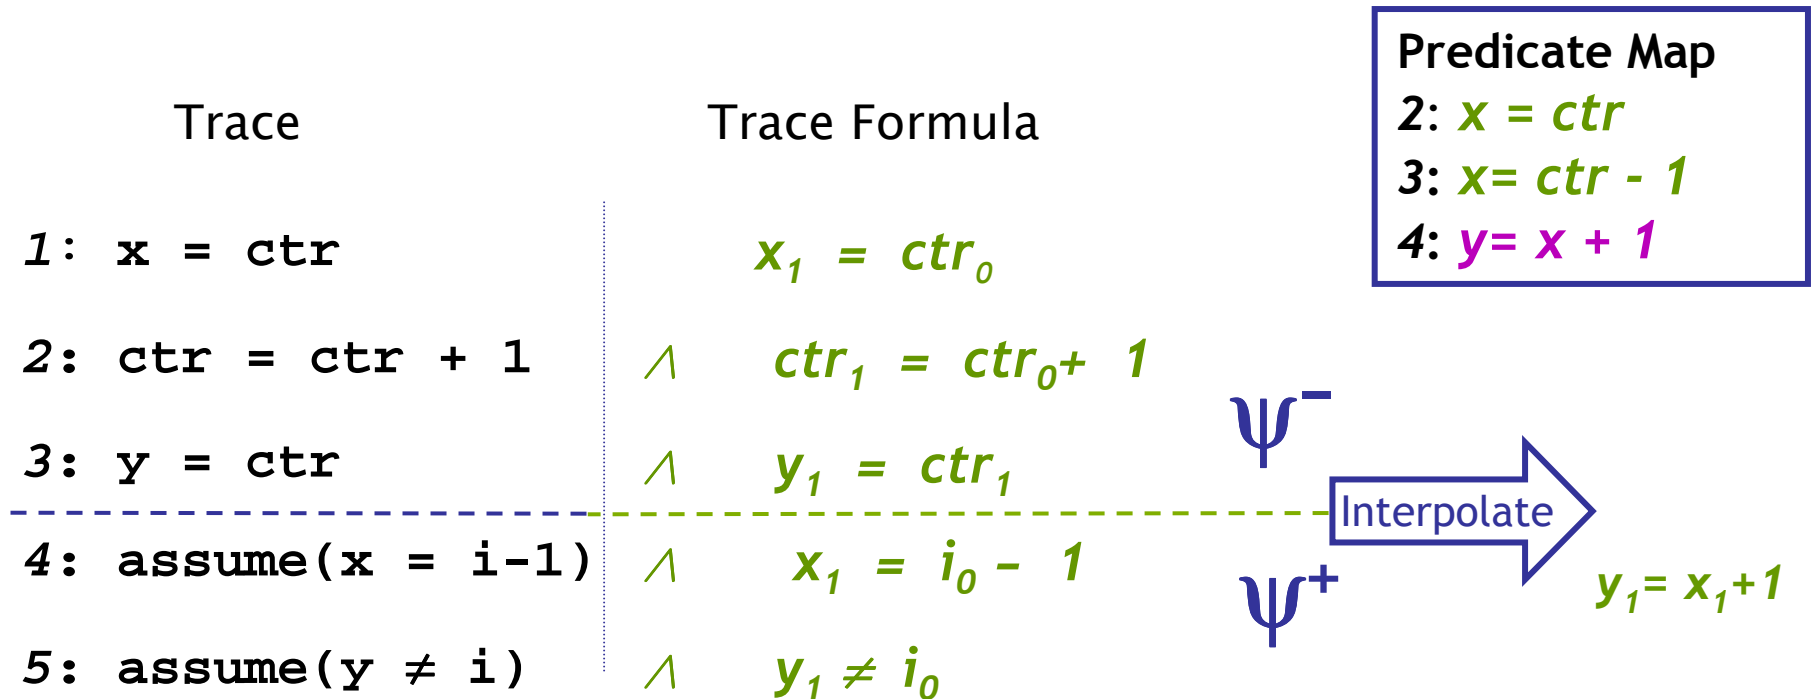 Predicate Map
2: x = ctr
3: x= ctr - 1
4: y= x + 1
Trace
Trace Formula
1: x = ctr
x₁ = ctr₀
2: ctr = ctr + 1
∧ ctr₁ = ctr₀+ 1
3: y = ctr
∧ y₁ = ctr₁
ψ⁻
Interpolate
4: assume(x = i-1)
∧ x₁ = i₀ – 1
ψ⁺
y₁= x₁+1
5: assume(y ≠ i)
∧ y₁ ≠ i₀